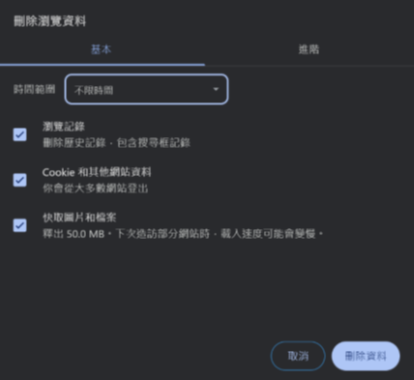 刪除瀏覽資料
基本
進階
時間範圍
不限時間
瀏覽記錄
刪除歷史記錄，包含搜尋框記錄
Cookie 和其他網站資料
你會從大多數網站登出
快取圖片和檔案
釋出 50.0 MB。下次造訪部分網站時，載入速度可能會變慢。
取消
刪除資料